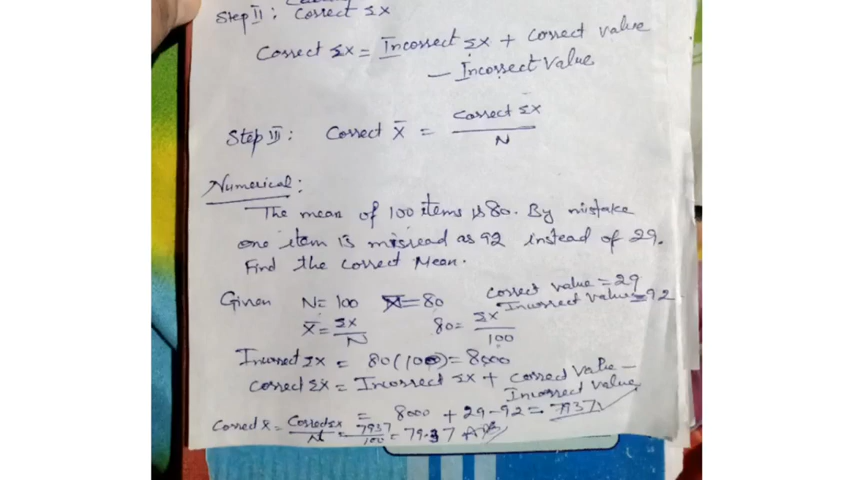 Step II: Correct Σx
Correct Σx = Incorrect Σx + Correct value
- Incorrect Value
Step III: Correct X̄ = Correct Σx / N
Numerical:
The mean of 100 items is 80. By mistake
one item is misread as 92 instead of 29.
Find the Correct Mean.
Given N= 100 X̄=80 Correct value = 29
Incorrect value = 92
X̄ = Σx / N 80 = Σx / 100
Incorrect Σx = 80(100) = 8000
Correct Σx = Incorrect Σx + Correct Value -
Incorrect value
= 8000 + 29-92 = 7937
Correct x̄ = Correct Σx / N = 7937 / 100 = 79.37 Ans